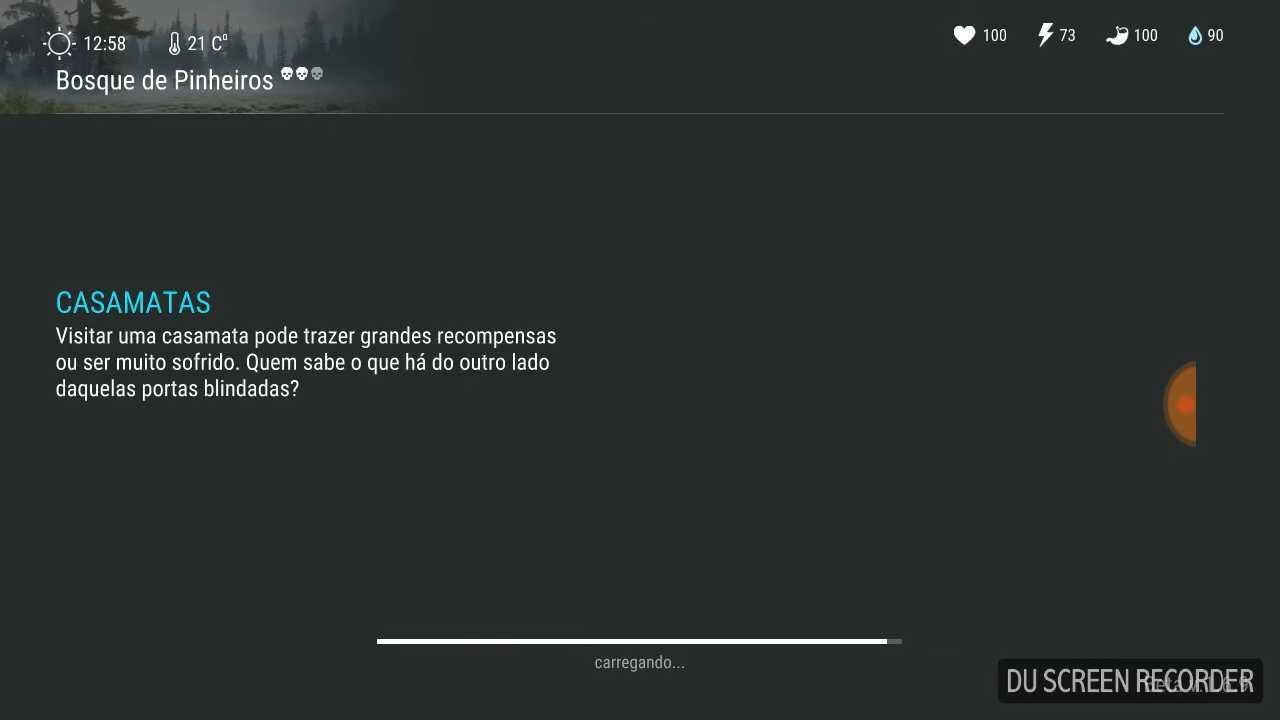 12:58
21 Cº
100
73
100
90
Bosque de Pinheiros
CASAMATAS
Visitar uma casamata pode trazer grandes recompensas
ou ser muito sofrido. Quem sabe o que há do outro lado
daquelas portas blindadas?
carregando...
DU SCREEN RECORDER